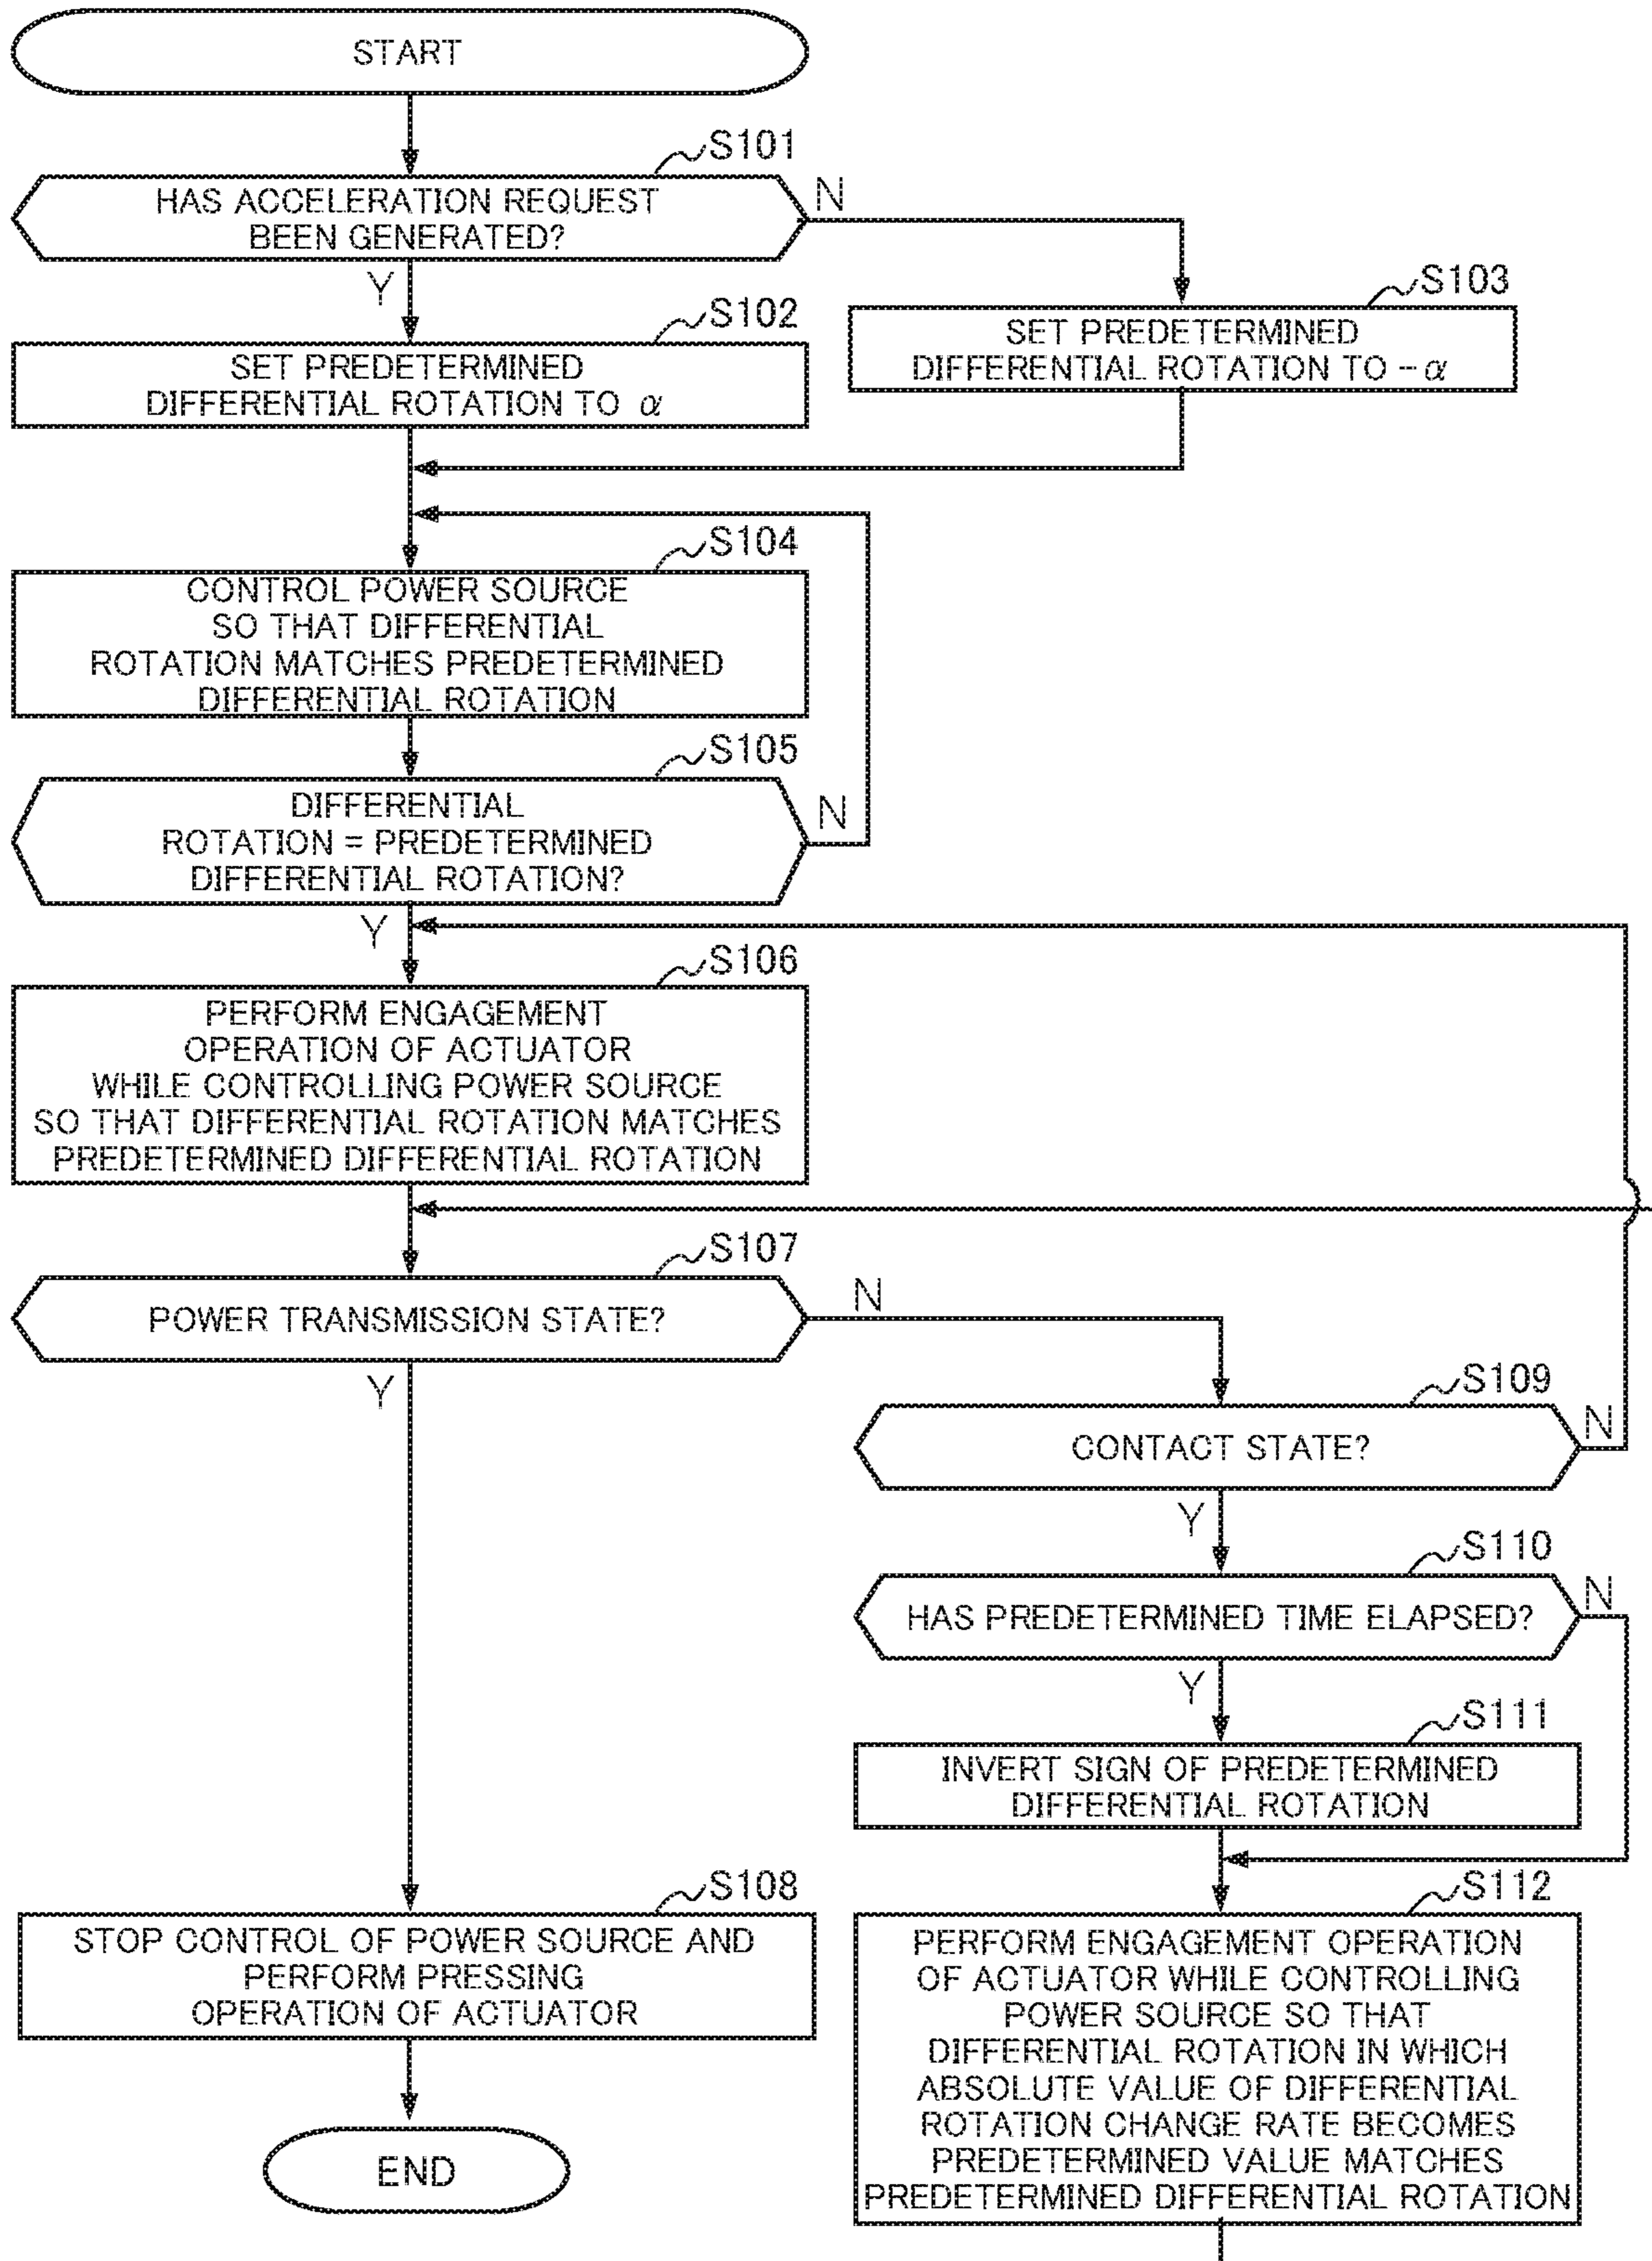 START
S101
HAS ACCELERATION REQUEST
BEEN GENERATED?
N
Y
S102
SET PREDETERMINED
DIFFERENTIAL ROTATION TO α
S103
SET PREDETERMINED
DIFFERENTIAL ROTATION TO -α
S104
CONTROL POWER SOURCE
SO THAT DIFFERENTIAL
ROTATION MATCHES PREDETERMINED
DIFFERENTIAL ROTATION
S105
DIFFERENTIAL
ROTATION = PREDETERMINED
DIFFERENTIAL ROTATION?
N
Y
S106
PERFORM ENGAGEMENT
OPERATION OF ACTUATOR
WHILE CONTROLLING POWER SOURCE
SO THAT DIFFERENTIAL ROTATION MATCHES
PREDETERMINED DIFFERENTIAL ROTATION
S107
POWER TRANSMISSION STATE?
N
Y
S108
STOP CONTROL OF POWER SOURCE AND
PERFORM PRESSING
OPERATION OF ACTUATOR
END
S109
CONTACT STATE?
N
Y
S110
HAS PREDETERMINED TIME ELAPSED?
N
Y
S111
INVERT SIGN OF PREDETERMINED
DIFFERENTIAL ROTATION
S112
PERFORM ENGAGEMENT OPERATION
OF ACTUATOR WHILE CONTROLLING
POWER SOURCE SO THAT
DIFFERENTIAL ROTATION IN WHICH
ABSOLUTE VALUE OF DIFFERENTIAL
ROTATION CHANGE RATE BECOMES
PREDETERMINED VALUE MATCHES
PREDETERMINED DIFFERENTIAL ROTATION